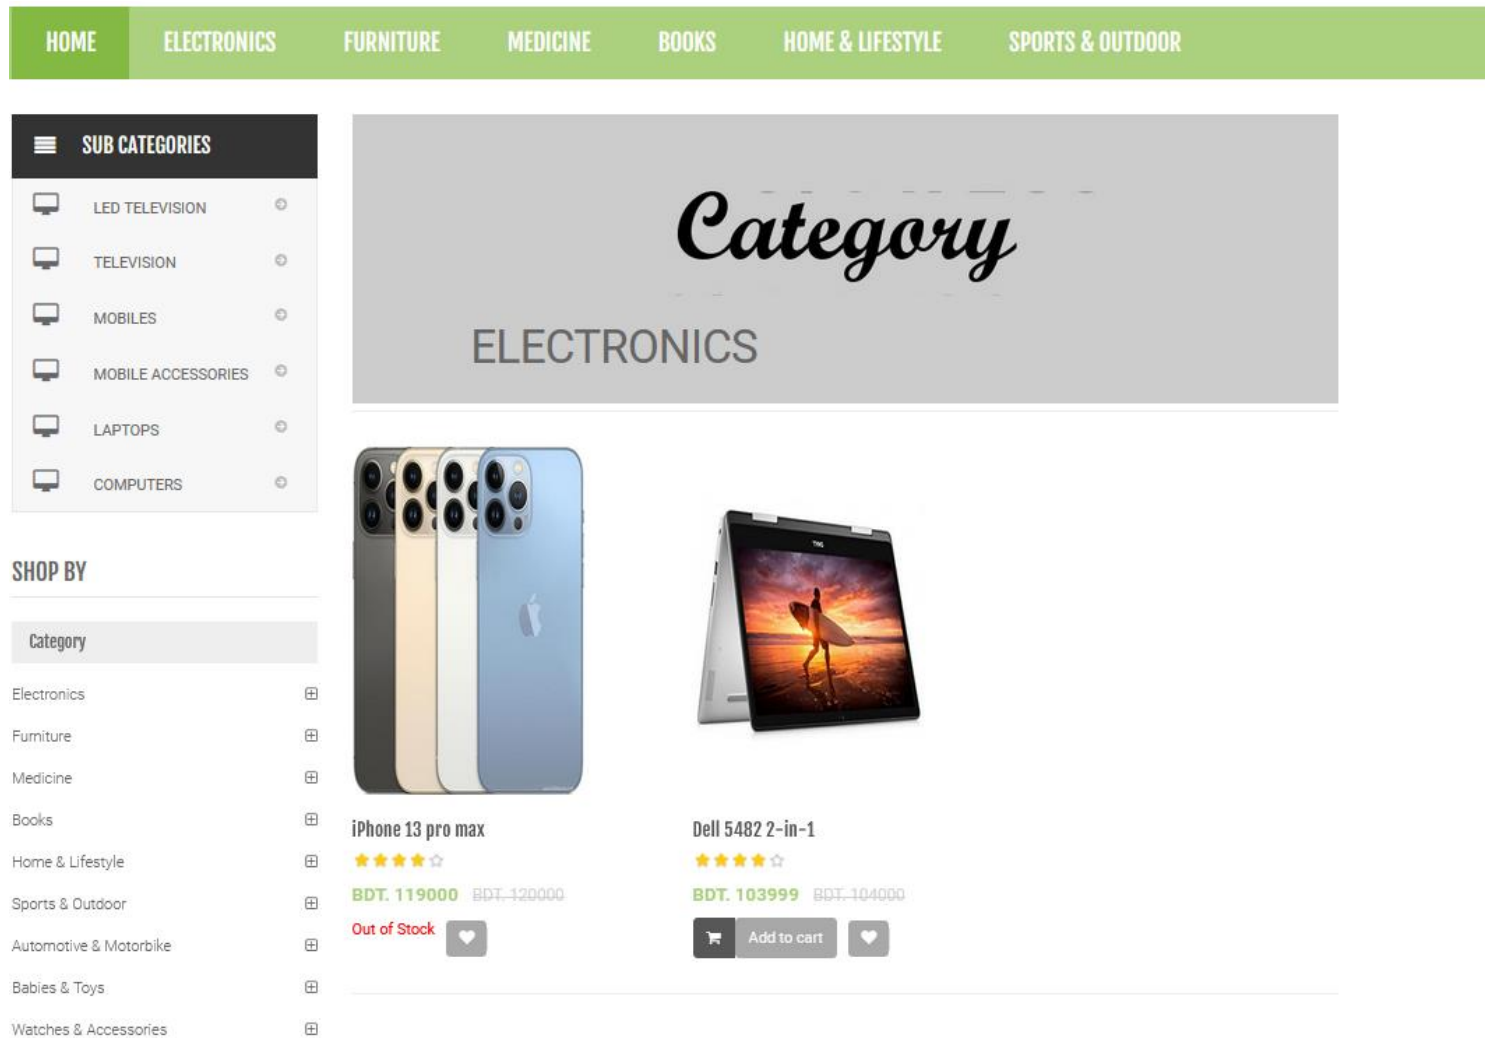 HOME ELECTRONICS FURNITURE MEDICINE BOOKS HOME & LIFESTYLE SPORTS & OUTDOOR
SUB CATEGORIES
LED TELEVISION
TELEVISION
MOBILES
MOBILE ACCESSORIES
LAPTOPS
COMPUTERS
SHOP BY
Category
Electronics
Furniture
Medicine
Books
Home & Lifestyle
Sports & Outdoor
Automotive & Motorbike
Babies & Toys
Watches & Accessories
Category
ELECTRONICS
iPhone 13 pro max
BDT. 119000 BDT. 120000
Out of Stock
Dell 5482 2-in-1
BDT. 103999 BDT. 104000
Add to cart